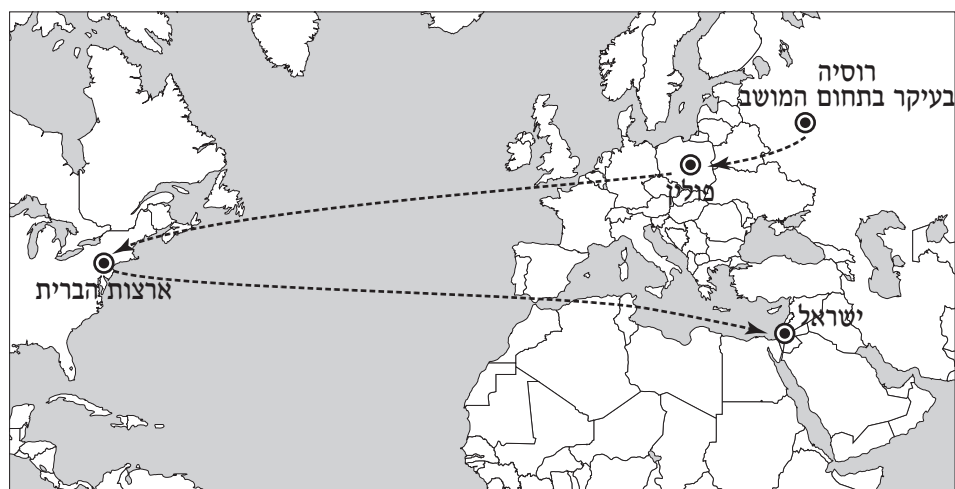 רוסיה
בעיקר בתחום המושב
פולין
ארצות הברית
ישראל